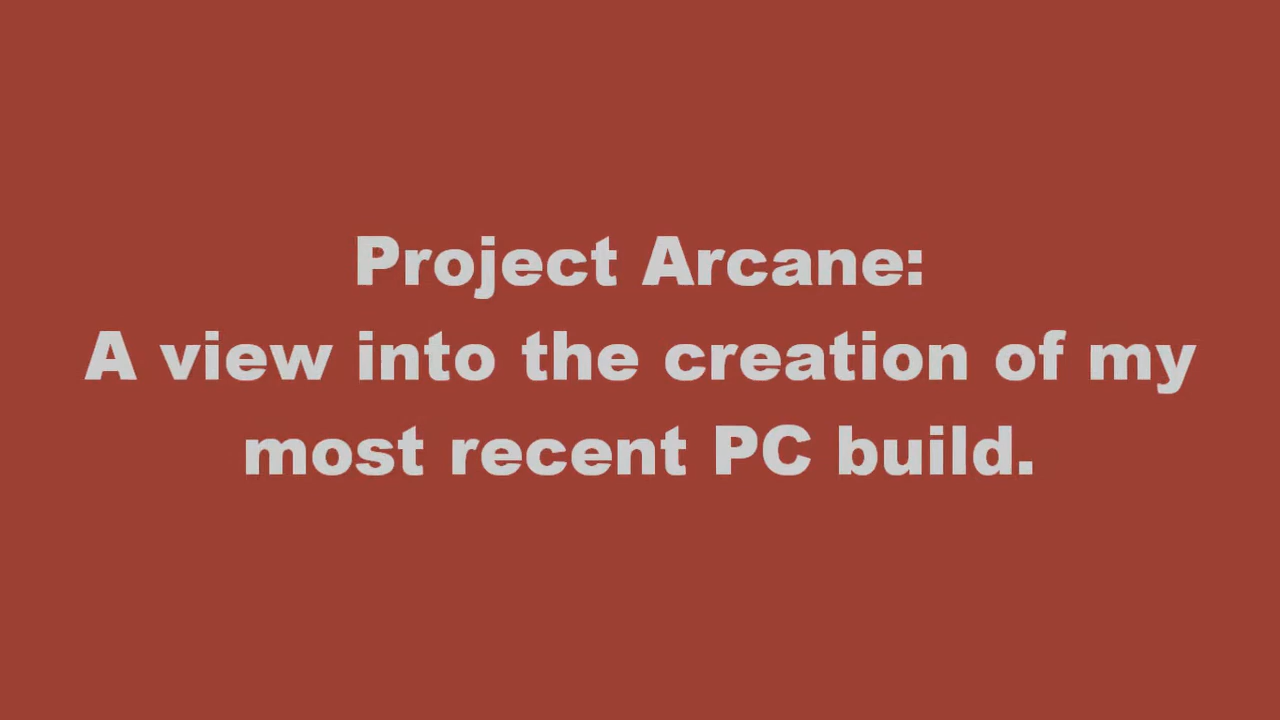 Project Arcane:
A view into the creation of my
most recent PC build.